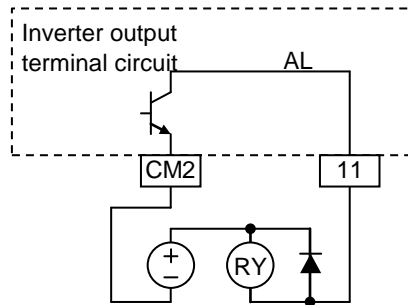 Inverter output
terminal circuit
AL
CM2
11
+
−
RY